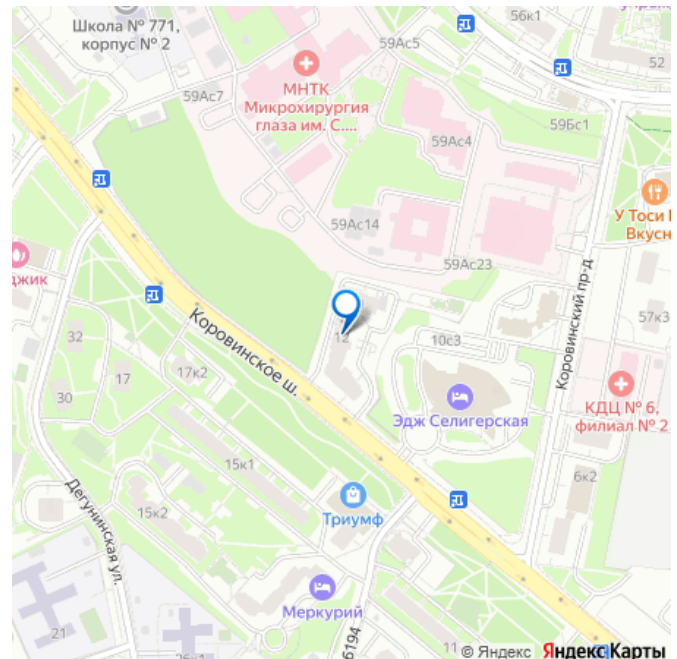 Школа № 771,
корпус № 2
56к1
52
59Ас5
МНТК
Микрохирургия
глаза им. С....
59Ас7
59Ас4
59Бс1
У Тоси
Вкусн
59Ас14
59Ас23
джик
Коровинский пр-д
57к3
Коровинское ш.
12
10с3
32
17
17к2
30
Эдж Селигерская
КДЦ № 6,
филиал № 2
15к1
6к2
Дегунинская ул.
15к2
Триумф
Меркурий
21
6194
11
26к1
© Яндекс Яндекс Карты